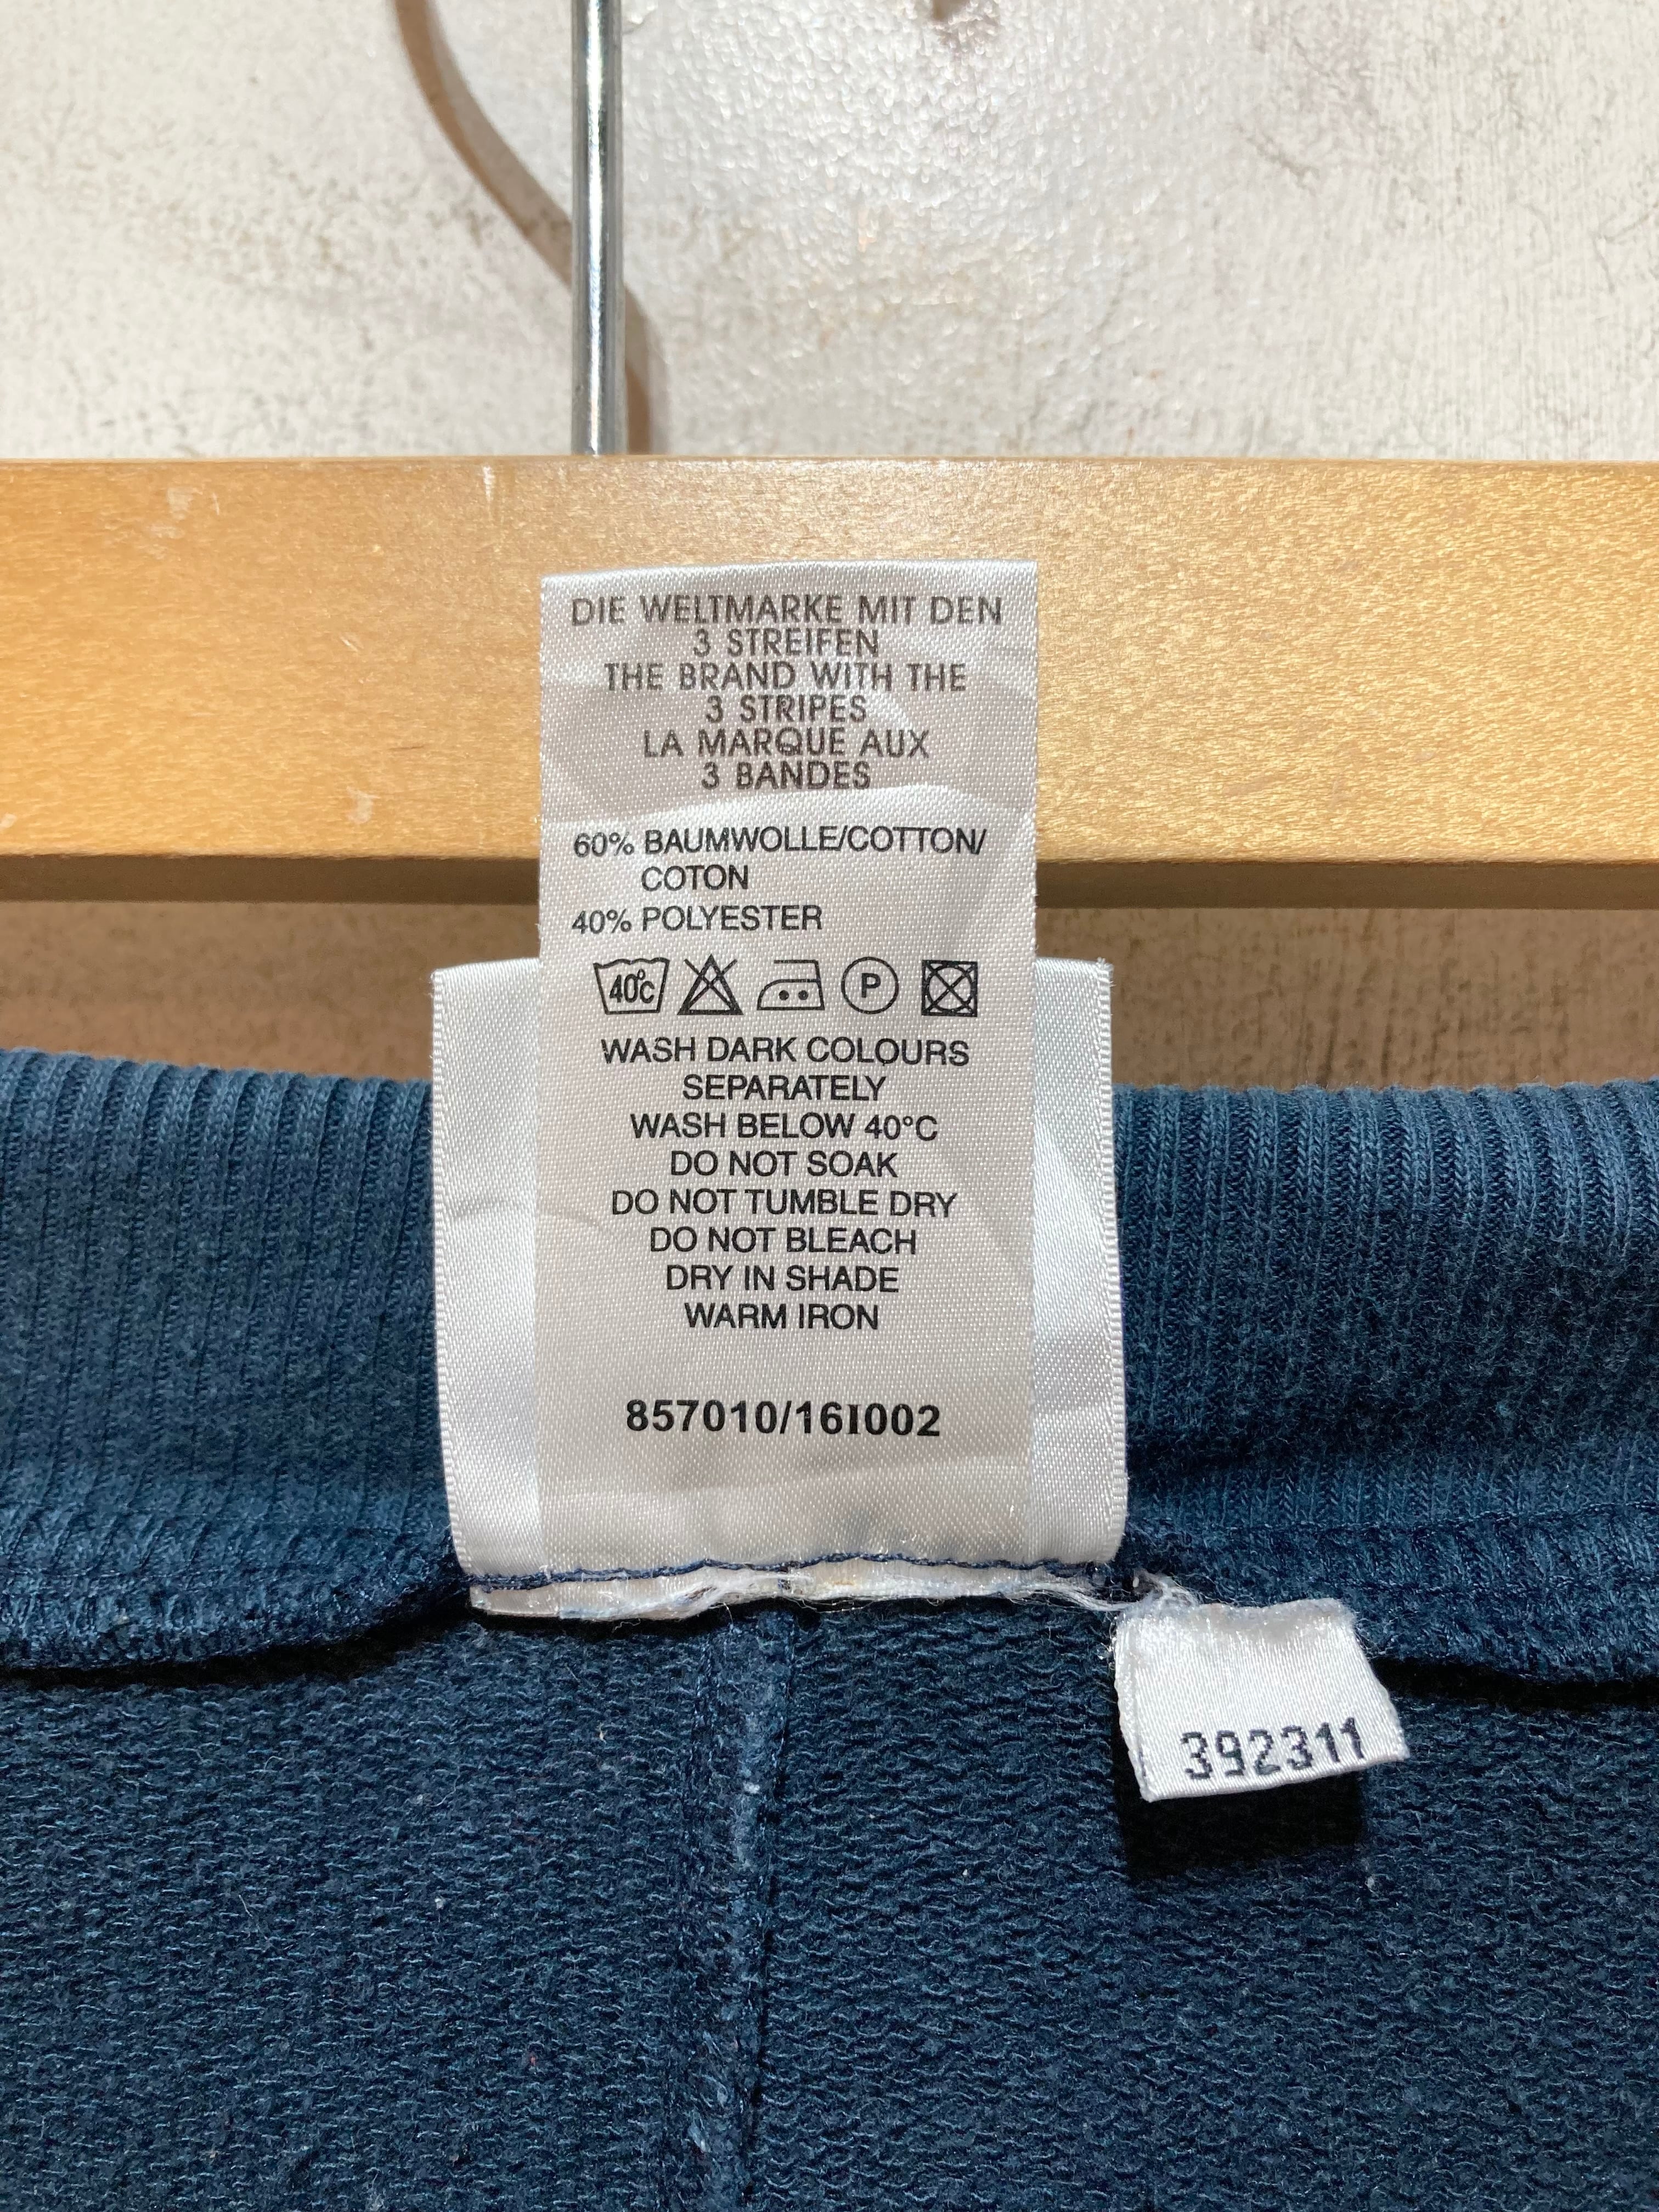 DIE WELTMARKE MIT DEN
3 STREIFEN
THE BRAND WITH THE
3 STRIPES
LA MARQUE AUX
3 BANDES
60% BAUMWOLLE/COTTON/
COTON
40% POLYESTER
40°C P
WASH DARK COLOURS
SEPARATELY
WASH BELOW 40°C
DO NOT SOAK
DO NOT TUMBLE DRY
DO NOT BLEACH
DRY IN SHADE
WARM IRON
857010/16I002
392311